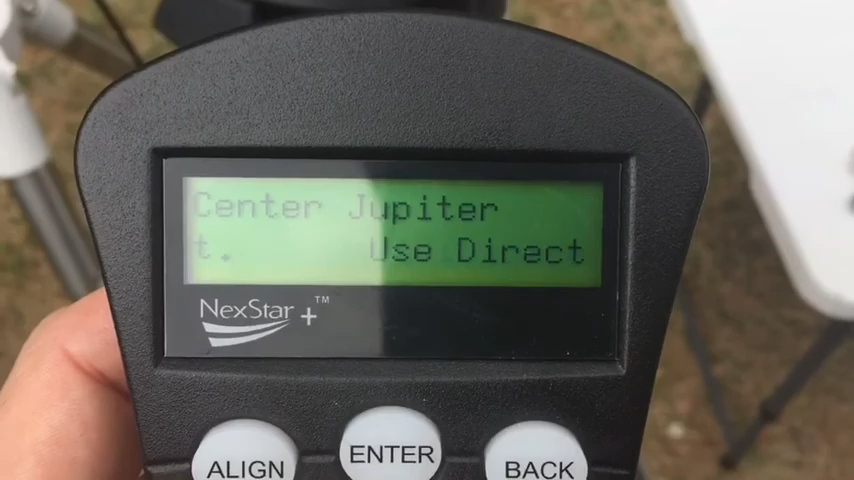 Center Jupiter
t.      Use Direct
NexStar+™
ALIGN
ENTER
BACK